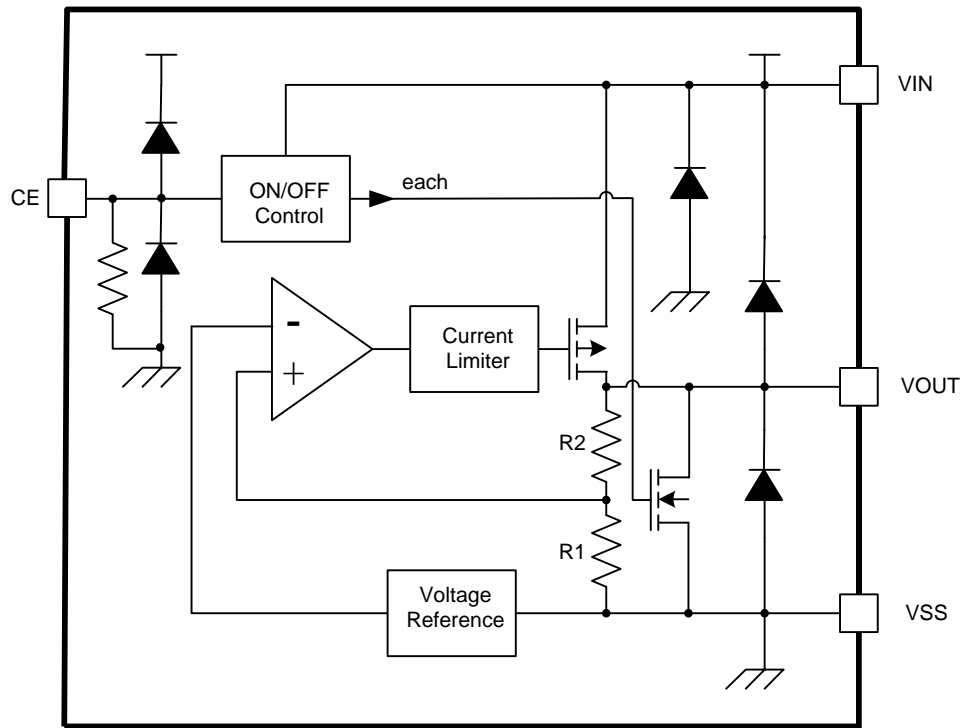 VIN
CE
ON/OFF
Control
each
-
+
Current
Limiter
VOUT
R2
R1
Voltage
Reference
VSS